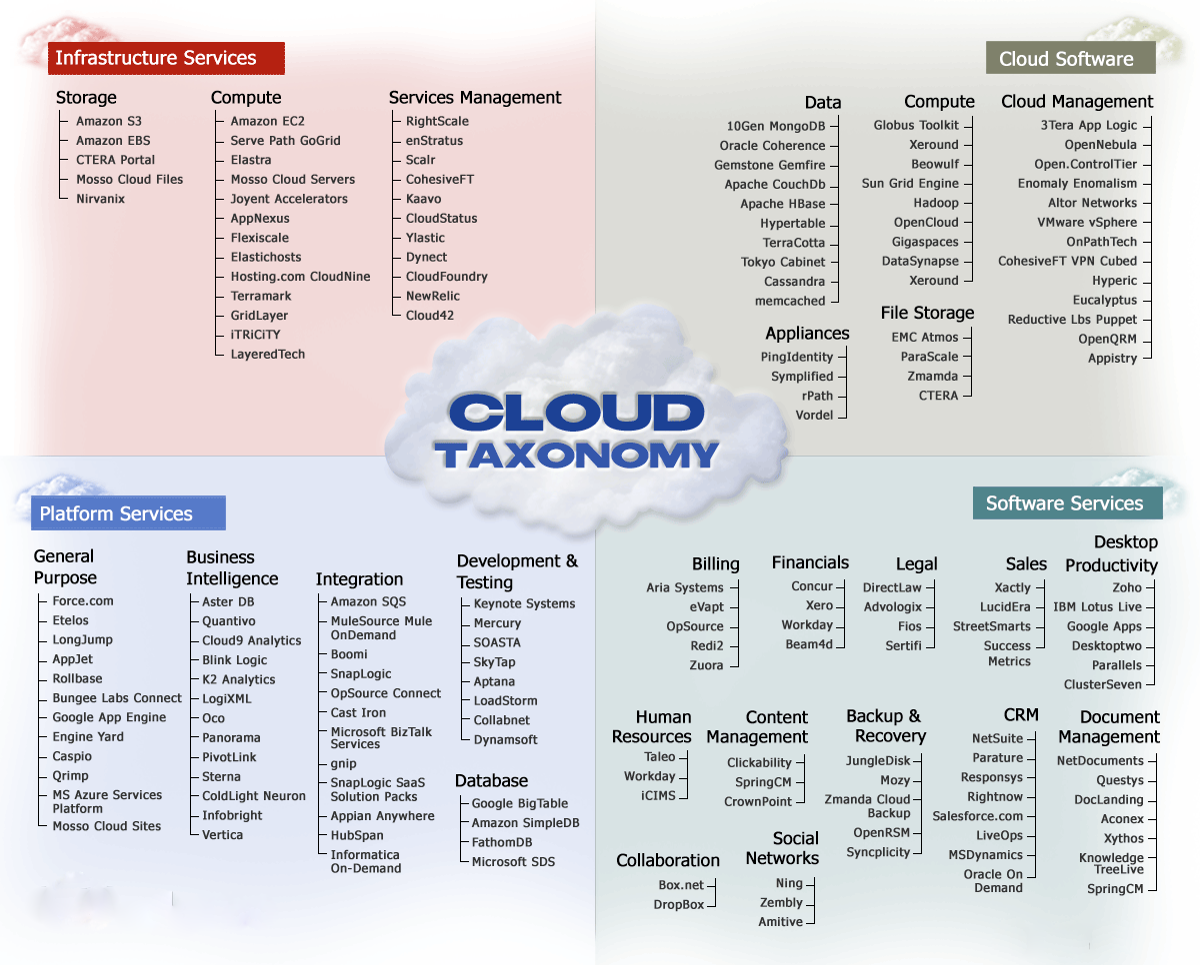 Infrastructure Services
Storage
Amazon S3
Amazon EBS
CTERA Portal
Mosso Cloud Files
Nirvanix
Compute
Amazon EC2
Serve Path GoGrid
Elastra
Mosso Cloud Servers
Joyent Accelerators
AppNexus
Flexiscale
Elastichosts
Hosting.com CloudNine
Terramark
GridLayer
iTRiCiTY
LayeredTech
Services Management
RightScale
enStratus
Scalr
CohesiveFT
Kaavo
CloudStatus
Ylastic
Dynect
CloudFoundry
NewRelic
Cloud42
Cloud Software
Data
10Gen MongoDB
Oracle Coherence
Gemstone Gemfire
Apache CouchDb
Apache HBase
Hypertable
TerraCotta
Tokyo Cabinet
Cassandra
memcached
Appliances
PingIdentity
Symplified
rPath
Vordel
Compute
Globus Toolkit
Xeround
Beowulf
Sun Grid Engine
Hadoop
OpenCloud
Gigaspaces
DataSynapse
Xeround
File Storage
EMC Atmos
ParaScale
Zmamda
CTERA
Cloud Management
3Tera App Logic
OpenNebula
Open.ControlTier
Enomaly Enomalism
Altor Networks
VMware vSphere
OnPathTech
CohesiveFT VPN Cubed
Hyperic
Eucalyptus
Reductive Lbs Puppet
OpenQRM
Appistry
CLOUD
TAXONOMY
Platform Services
General
Purpose
Force.com
Etelos
LongJump
AppJet
Rollbase
Bungee Labs Connect
Google App Engine
Engine Yard
Caspio
Qrimp
MS Azure Services
Platform
Mosso Cloud Sites
Business
Intelligence
Aster DB
Quantivo
Cloud9 Analytics
Blink Logic
K2 Analytics
LogiXML
Oco
Panorama
PivotLink
Sterna
ColdLight Neuron
Infobright
Vertica
Integration
Amazon SQS
MuleSource Mule
OnDemand
Boomi
SnapLogic
OpSource Connect
Cast Iron
Microsoft BizTalk
Services
gnip
SnapLogic SaaS
Solution Packs
Appian Anywhere
HubSpan
Informatica
On-Demand
Development &
Testing
Keynote Systems
Mercury
SOASTA
SkyTap
Aptana
LoadStorm
Collabnet
Dynamsoft
Database
Google BigTable
Amazon SimpleDB
FathomDB
Microsoft SDS
Software Services
Billing
Aria Systems
eVapt
OpSource
Redi2
Zuora
Financials
Concur
Xero
Workday
Beam4d
Legal
DirectLaw
Advologix
Fios
Sertifi
Sales
Xactly
LucidEra
StreetSmarts
Success
Metrics
Desktop
Productivity
Zoho
IBM Lotus Live
Google Apps
Desktoptwo
Parallels
ClusterSeven
Human
Resources
Taleo
Workday
iCIMS
Content
Management
Clickability
SpringCM
CrownPoint
Backup &
Recovery
JungleDisk
Mozy
Zmanda Cloud
Backup
OpenRSM
Syncplicity
CRM
NetSuite
Parature
Responsys
Rightnow
Salesforce.com
LiveOps
MSDynamics
Oracle On
Demand
Document
Management
NetDocuments
Questys
DocLanding
Aconex
Xythos
Knowledge
TreeLive
SpringCM
Collaboration
Box.net
DropBox
Social
Networks
Ning
Zembly
Amitive